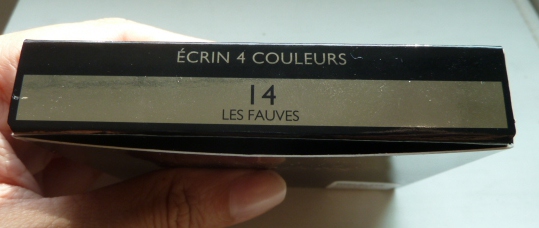 ÉCRIN 4 COULEURS
14
LES FAUVES